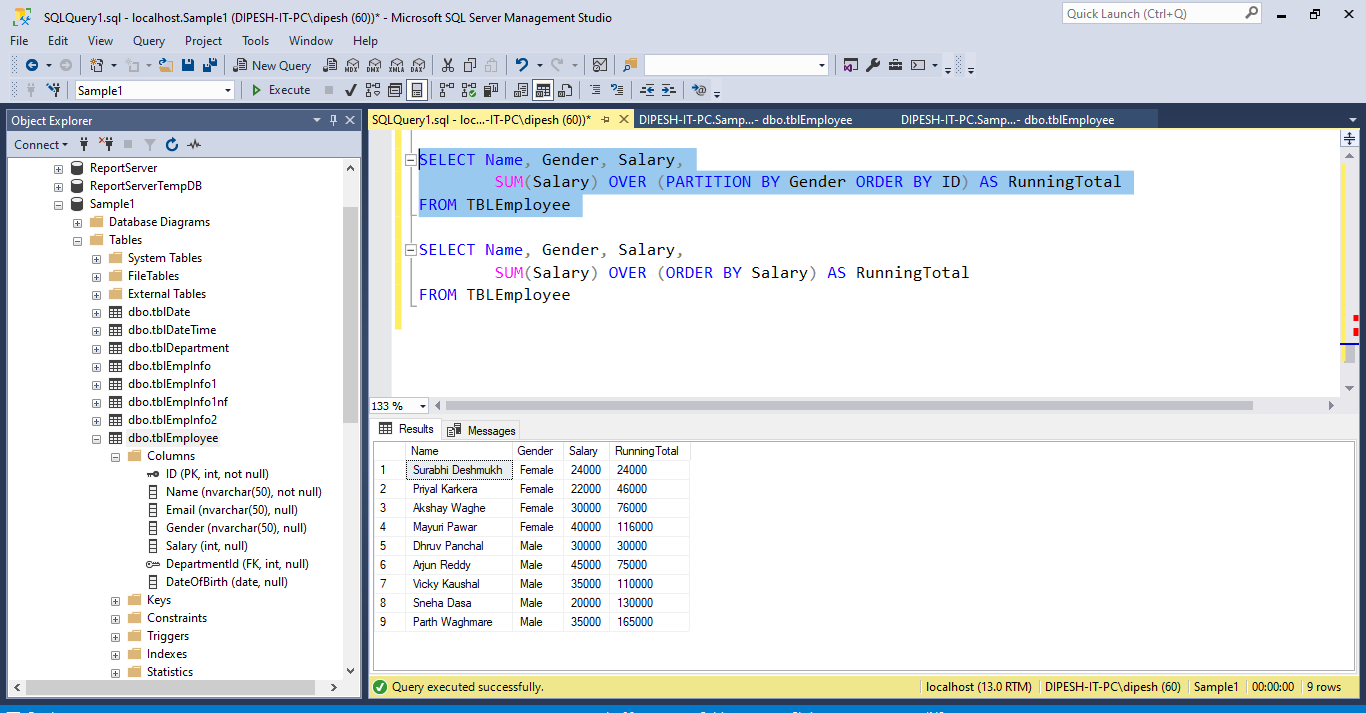 SQLQuery1.sql - localhost.Sample1 (DIPESH-IT-PC\dipesh (60))* - Microsoft SQL Server Management Studio
Quick Launch (Ctrl+Q)
File Edit View Query Project Tools Window Help
New Query MDX DMX XMLA DAX
Sample1 Execute
Object Explorer
Connect
ReportServer
ReportServerTempDB
Sample1
Database Diagrams
Tables
System Tables
FileTables
External Tables
dbo.tblDate
dbo.tblDateTime
dbo.tblDepartment
dbo.tblEmpInfo
dbo.tblEmpInfo1
dbo.tblEmpInfo1nf
dbo.tblEmpInfo2
dbo.tblEmployee
Columns
ID (PK, int, not null)
Name (nvarchar(50), not null)
Email (nvarchar(50), null)
Gender (nvarchar(50), null)
Salary (int, null)
DepartmentId (FK, int, null)
DateOfBirth (date, null)
Keys
Constraints
Triggers
Indexes
Statistics
SQLQuery1.sql - loc...-IT-PC\dipesh (60))* DIPESH-IT-PC.Samp...- dbo.tblEmployee DIPESH-IT-PC.Samp...- dbo.tblEmployee
SELECT Name, Gender, Salary,
SUM(Salary) OVER (PARTITION BY Gender ORDER BY ID) AS RunningTotal
FROM TBLEmployee
SELECT Name, Gender, Salary,
SUM(Salary) OVER (ORDER BY Salary) AS RunningTotal
FROM TBLEmployee
133 %
Results Messages
Name Gender Salary RunningTotal
1 Surabhi Deshmukh Female 24000 24000
2 Priyal Karkera Female 22000 46000
3 Akshay Waghe Female 30000 76000
4 Mayuri Pawar Female 40000 116000
5 Dhruv Panchal Male 30000 30000
6 Arjun Reddy Male 45000 75000
7 Vicky Kaushal Male 35000 110000
8 Sneha Dasa Male 20000 130000
9 Parth Waghmare Male 35000 165000
Query executed successfully. localhost (13.0 RTM) DIPESH-IT-PC\dipesh (60) Sample1 00:00:00 9 rows